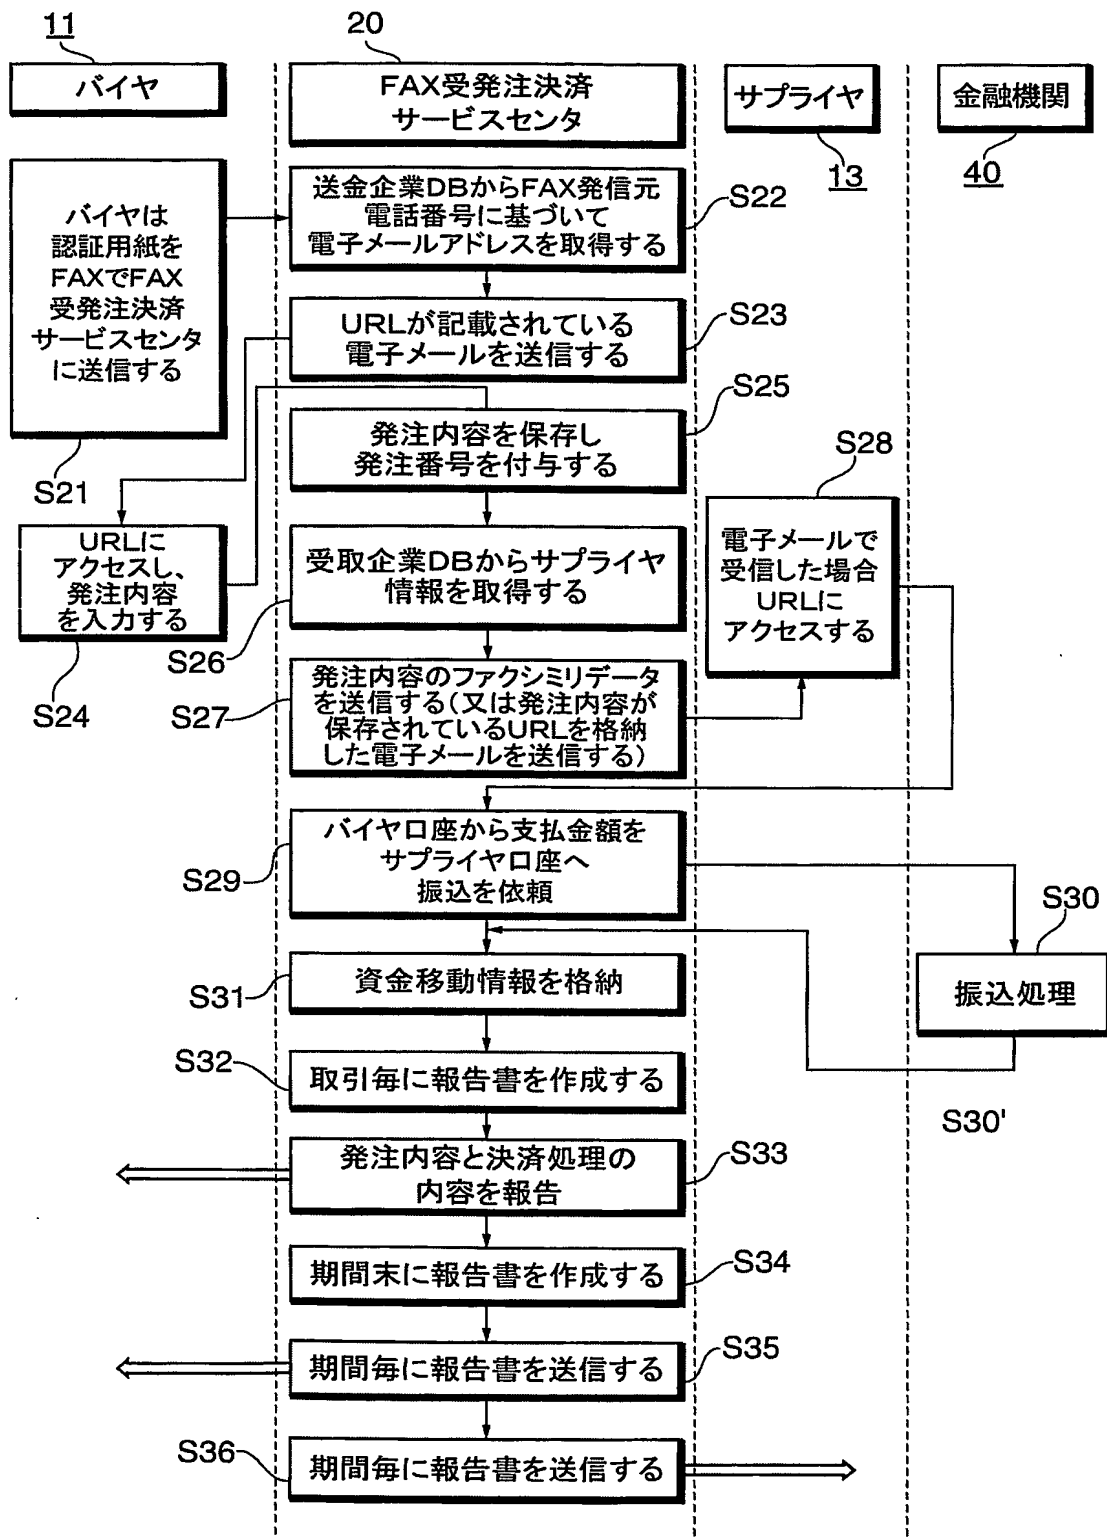 11
バイヤ
20
FAX受発注決済
サービスセンタ
サプライヤ
13
金融機関
40
バイヤは
認証用紙を
FAXでFAX
受発注決済
サービスセンタ
に送信する
S21
送金企業DBからFAX発信元
電話番号に基づいて
電子メールアドレスを取得する
S22
URLが記載されている
電子メールを送信する
S23
URLに
アクセスし、
発注内容
を入力する
S24
発注内容を保存し
発注番号を付与する
S25
受取企業DBからサプライヤ
情報を取得する
S26
発注内容のファクシミリデータ
を送信する(又は発注内容が
保存されているURLを格納
した電子メールを送信する)
S27
S28
電子メールで
受信した場合
URLに
アクセスする
バイヤ口座から支払金額を
サプライヤ口座へ
振込を依頼
S29
S30
振込処理
S30'
資金移動情報を格納
S31
取引毎に報告書を作成する
S32
発注内容と決済処理の
内容を報告
S33
期間末に報告書を作成する
S34
期間毎に報告書を送信する
S35
期間毎に報告書を送信する
S36